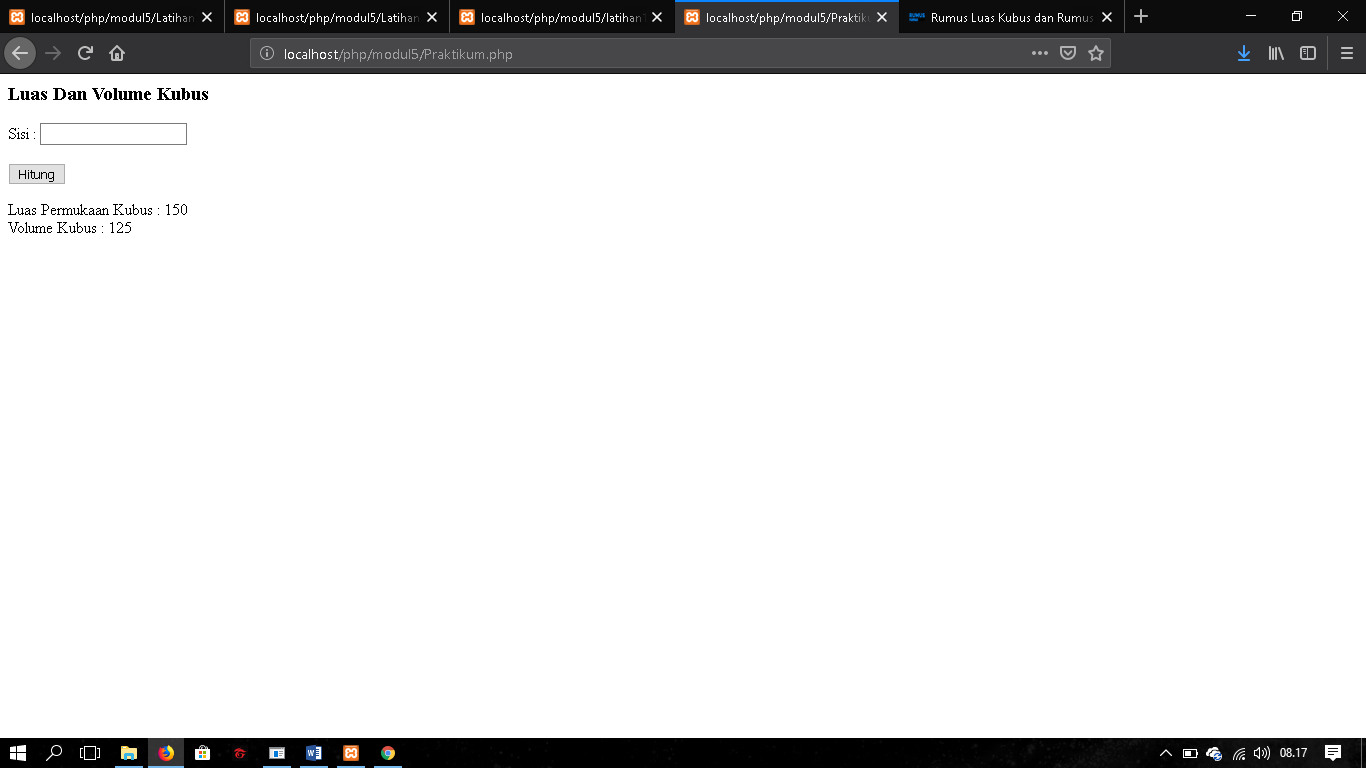 localhost/php/modul5/Latihan
localhost/php/modul5/Latihan
localhost/php/modul5/latihan
localhost/php/modul5/Praktiku
RUMUS
Rumus Luas Kubus dan Rumus
localhost/php/modul5/Praktikum.php
Luas Dan Volume Kubus
Sisi :
Hitung
Luas Permukaan Kubus : 150
Volume Kubus : 125
08.17